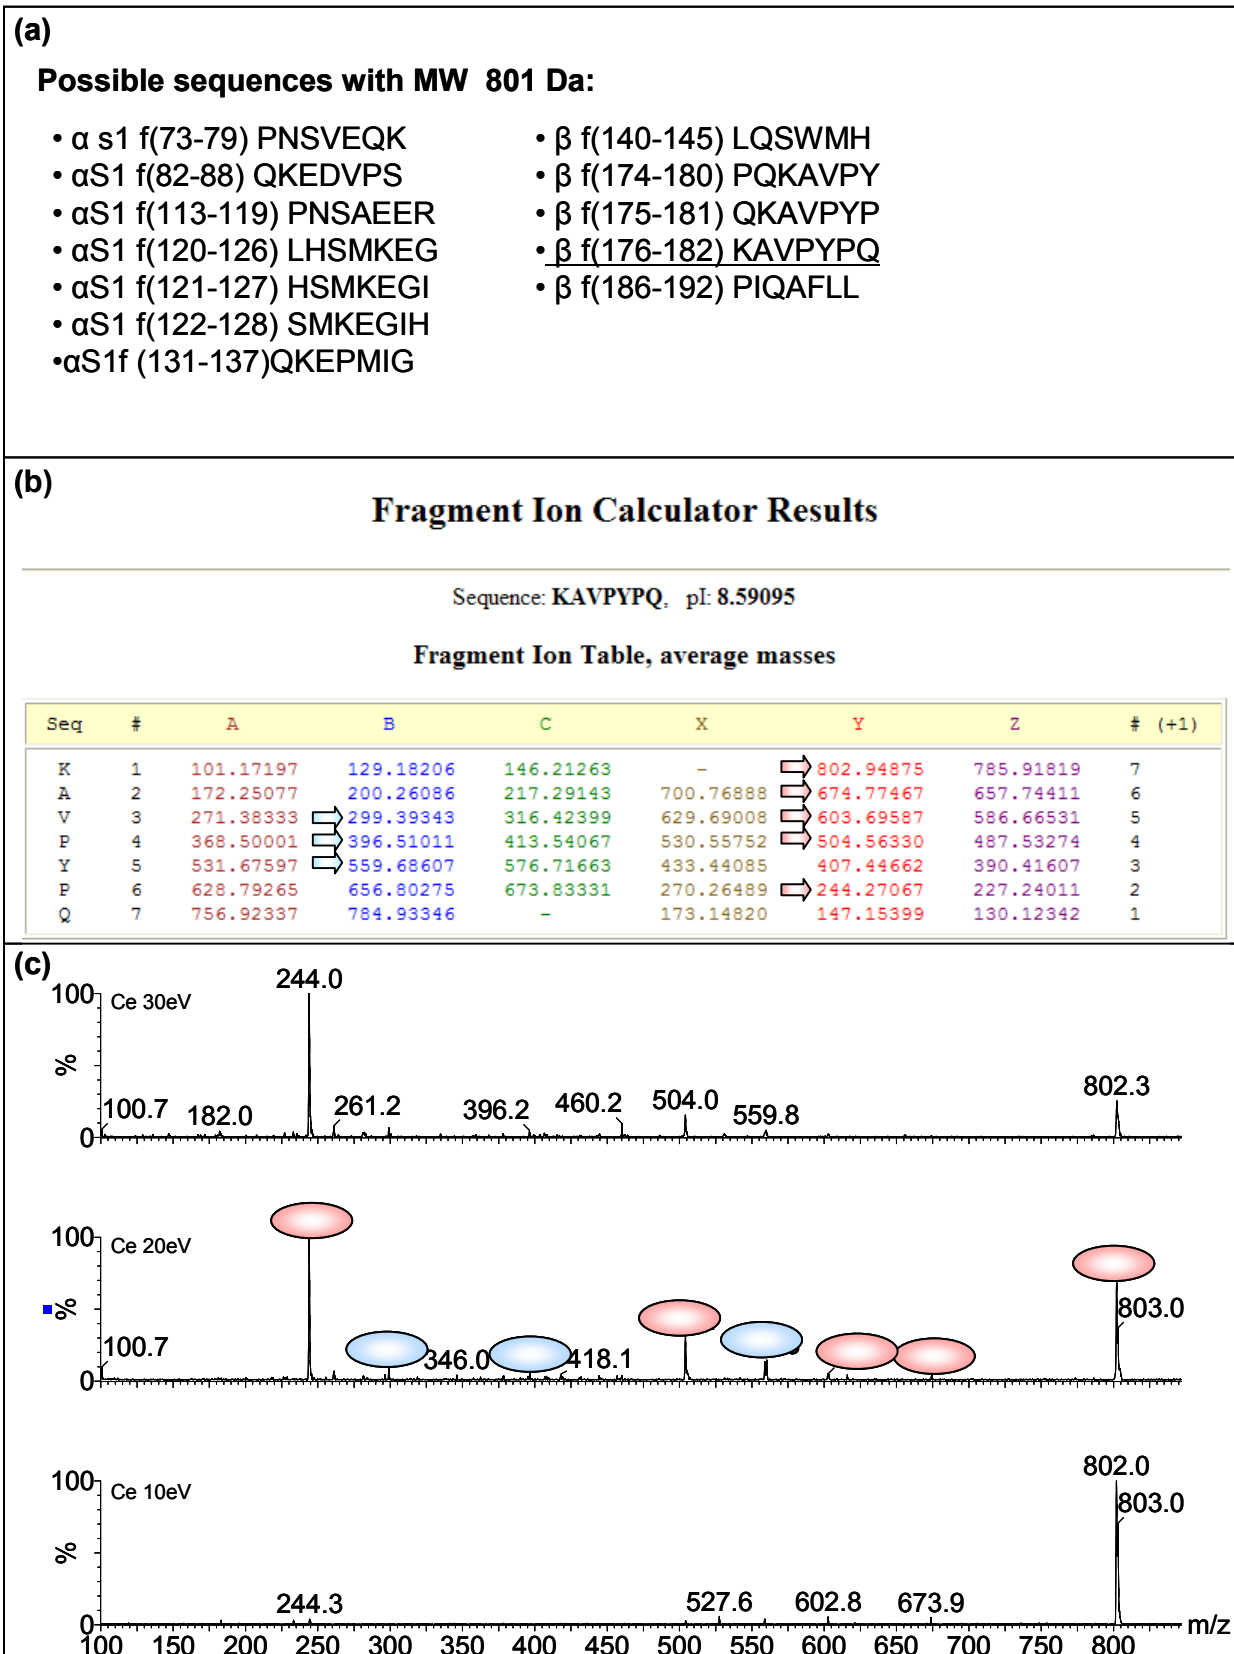 (a)
Possible sequences with MW 801 Da:
• α s1 f(73-79) PNSVEQK
• αS1 f(82-88) QKEDVPS
• αS1 f(113-119) PNSAEER
• αS1 f(120-126) LHSMKEG
• αS1 f(121-127) HSMKEGI
• αS1 f(122-128) SMKEGIH
•αS1f (131-137)QKEPMIG
• β f(140-145) LQSWMH
• β f(174-180) PQKAVPY
• β f(175-181) QKAVPYP
• β f(176-182) KAVPYPQ
• β f(186-192) PIQAFLL
(b)
Fragment Ion Calculator Results
Sequence: KAVPYPQ, pI: 8.59095
Fragment Ion Table, average masses
Seq # A B C X Y Z # (+1)
K 1 101.17197 129.18206 146.21263 - 802.94875 785.91819 7
A 2 172.25077 200.26086 217.29143 700.76888 674.77467 657.74411 6
V 3 271.38333 299.39343 316.42399 629.69008 603.69587 586.66531 5
P 4 368.50001 396.51011 413.54067 530.55752 504.56330 487.53274 4
Y 5 531.67597 559.68607 576.71663 433.44085 407.44662 390.41607 3
P 6 628.79265 656.80275 673.83331 270.26489 244.27067 227.24011 2
Q 7 756.92337 784.93346 - 173.14820 147.15399 130.12342 1
(c)
244.0
100
Ce 30eV
%
100.7 182.0 261.2 396.2 460.2 504.0 559.8 802.3
0
100
Ce 20eV
%
803.0
100.7 346.0 418.1
0
802.0
100
Ce 10eV
803.0
%
244.3 527.6 602.8 673.9
0
m/z
100 150 200 250 300 350 400 450 500 550 600 650 700 750 800